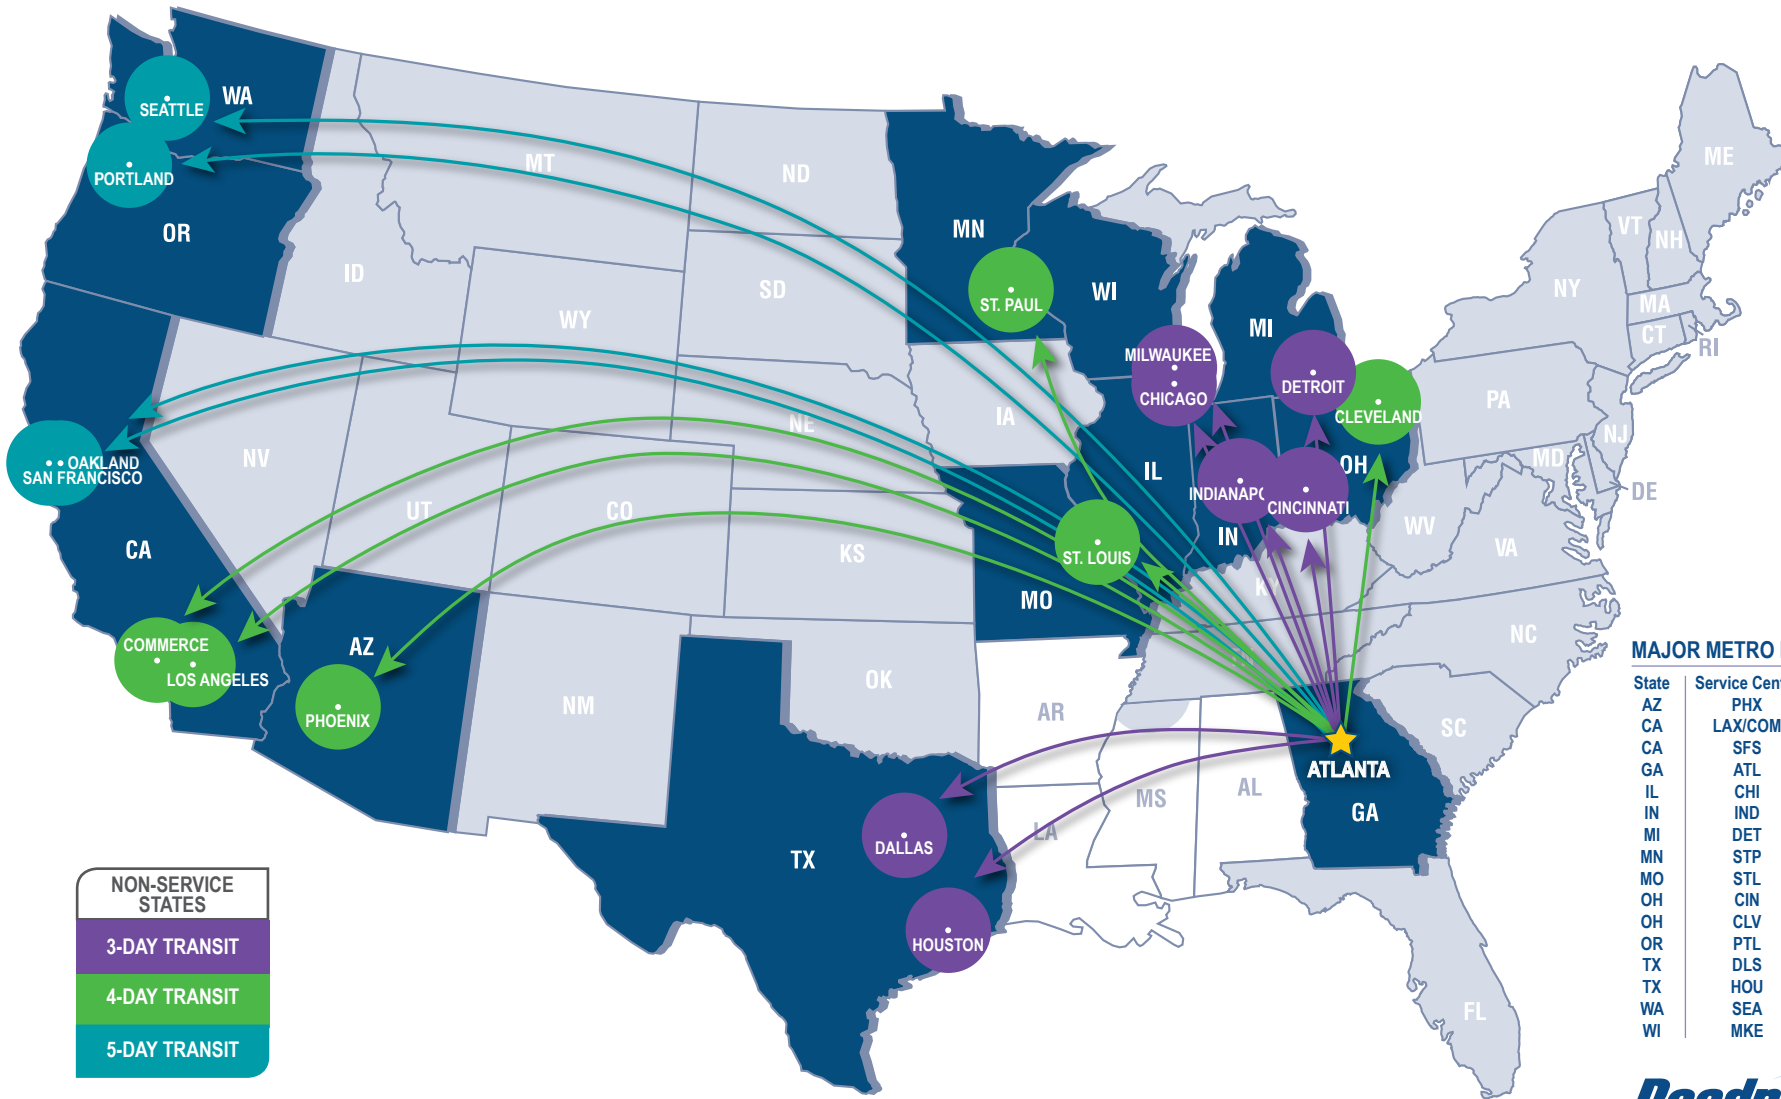 WA
SEATTLE
PORTLAND
OR
MT
ND
ID
MN
SD
WY
ST. PAUL
WI
MI
MILWAUKEE
CHICAGO
DETROIT
CLEVELAND
ME
VT
NH
NY
MA
CT
RI
PA
NJ
MD
DE
OAKLAND
SAN FRANCISCO
NV
UT
CO
NE
IA
IL
INDIANAPO
CINCINNATI
OH
IN
WV
VA
CA
KS
ST. LOUIS
MO
KY
NC
COMMERCE
LOS ANGELES
AZ
PHOENIX
NM
OK
AR
SC
ATLANTA
GA
MS
AL
LA
TX
DALLAS
HOUSTON
FL
NON-SERVICE
STATES
3-DAY TRANSIT
4-DAY TRANSIT
5-DAY TRANSIT
MAJOR METRO
State Service Cent
AZ PHX
CA LAX/COM
CA SFS
GA ATL
IL CHI
IN IND
MI DET
MN STP
MO STL
OH CIN
OH CLV
OR PTL
TX DLS
TX HOU
WA SEA
WI MKE